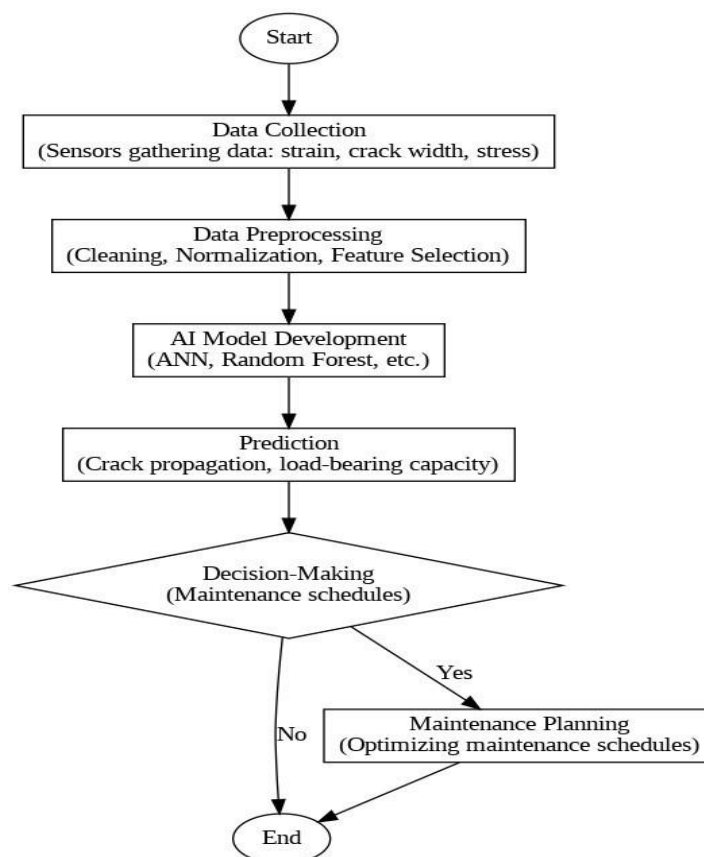 Start
Data Collection
(Sensors gathering data: strain, crack width, stress)
Data Preprocessing
(Cleaning, Normalization, Feature Selection)
AI Model Development
(ANN, Random Forest, etc.)
Prediction
(Crack propagation, load-bearing capacity)
Decision-Making
(Maintenance schedules)
Yes
Maintenance Planning
(Optimizing maintenance schedules)
No
End